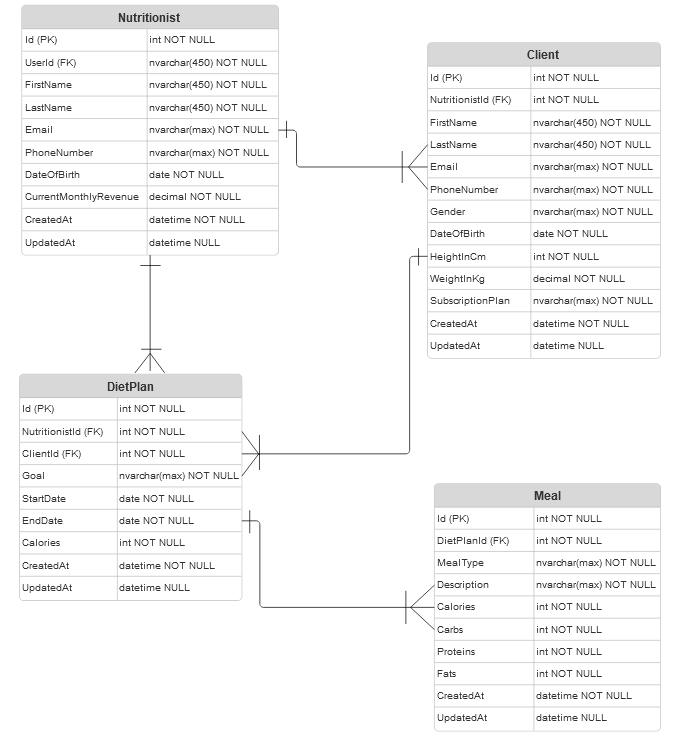 Nutritionist
Id (PK) int NOT NULL
UserId (FK) nvarchar(450) NOT NULL
FirstName nvarchar(450) NOT NULL
LastName nvarchar(450) NOT NULL
Email nvarchar(max) NOT NULL
PhoneNumber nvarchar(max) NOT NULL
DateOfBirth date NOT NULL
CurrentMonthlyRevenue decimal NOT NULL
CreatedAt datetime NOT NULL
UpdatedAt datetime NULL
Client
Id (PK) int NOT NULL
NutritionistId (FK) int NOT NULL
FirstName nvarchar(450) NOT NULL
LastName nvarchar(450) NOT NULL
Email nvarchar(max) NOT NULL
PhoneNumber nvarchar(max) NOT NULL
Gender nvarchar(max) NOT NULL
DateOfBirth date NOT NULL
HeightInCm int NOT NULL
WeightInKg decimal NOT NULL
SubscriptionPlan nvarchar(max) NOT NULL
CreatedAt datetime NOT NULL
UpdatedAt datetime NULL
DietPlan
Id (PK) int NOT NULL
NutritionistId (FK) int NOT NULL
ClientId (FK) int NOT NULL
Goal nvarchar(max) NOT NULL
StartDate date NOT NULL
EndDate date NOT NULL
Calories int NOT NULL
CreatedAt datetime NOT NULL
UpdatedAt datetime NULL
Meal
Id (PK) int NOT NULL
DietPlanId (FK) int NOT NULL
MealType nvarchar(max) NOT NULL
Description nvarchar(max) NOT NULL
Calories int NOT NULL
Carbs int NOT NULL
Proteins int NOT NULL
Fats int NOT NULL
CreatedAt datetime NOT NULL
UpdatedAt datetime NULL